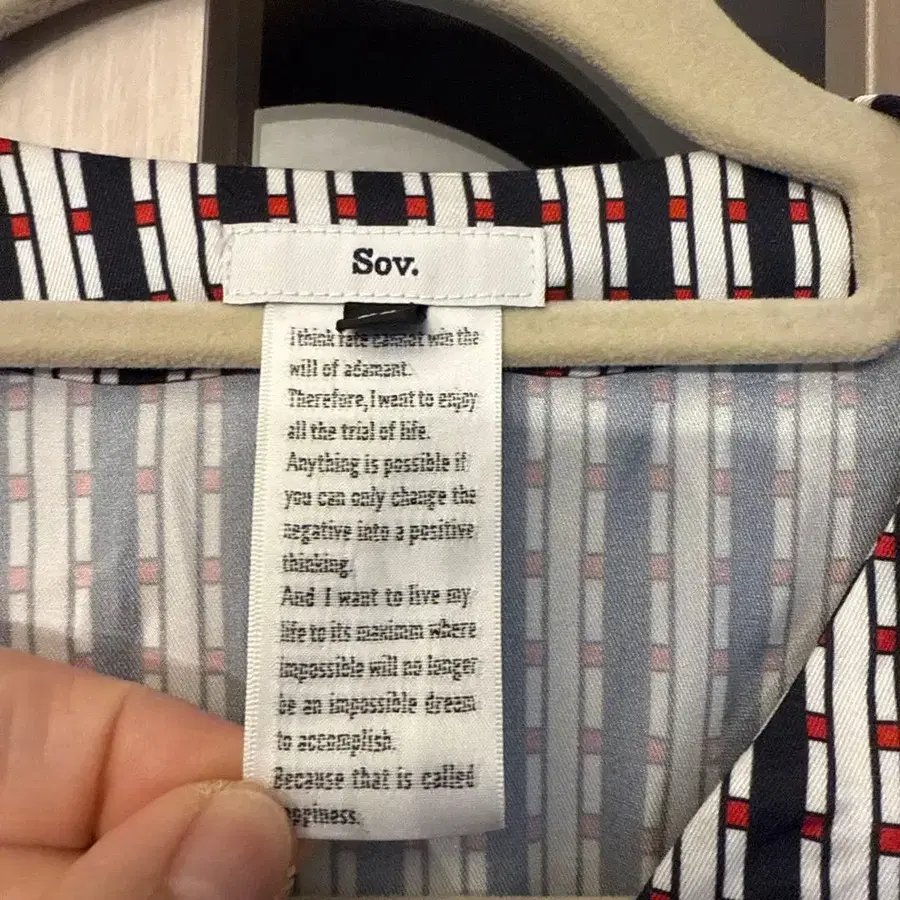 Sov.
I think fate cannot win the
will of adamant.
Therefore, I want to enjoy
all the trial of life.
Anything is possible if
you can only change the
negative into a positive
thinking.
And I want to live my
life to its maximm where
impossible will no longer
be an impossible dream
to accomplish.
Because that is called